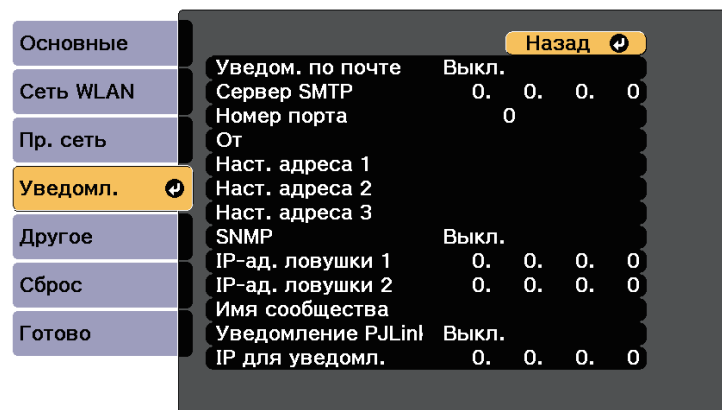 Основные
Сеть WLAN
Пр. сеть
Уведомл.
Другое
Сброс
Готово
Назад
Уведом. по почте Выкл.
Сервер SMTP 0. 0. 0. 0
Номер порта 0
От
Наст. адреса 1
Наст. адреса 2
Наст. адреса 3
SNMP Выкл.
IP-ад. ловушки 1 0. 0. 0. 0
IP-ад. ловушки 2 0. 0. 0. 0
Имя сообщества
Уведомление PJLink Выкл.
IP для уведомл. 0. 0. 0. 0